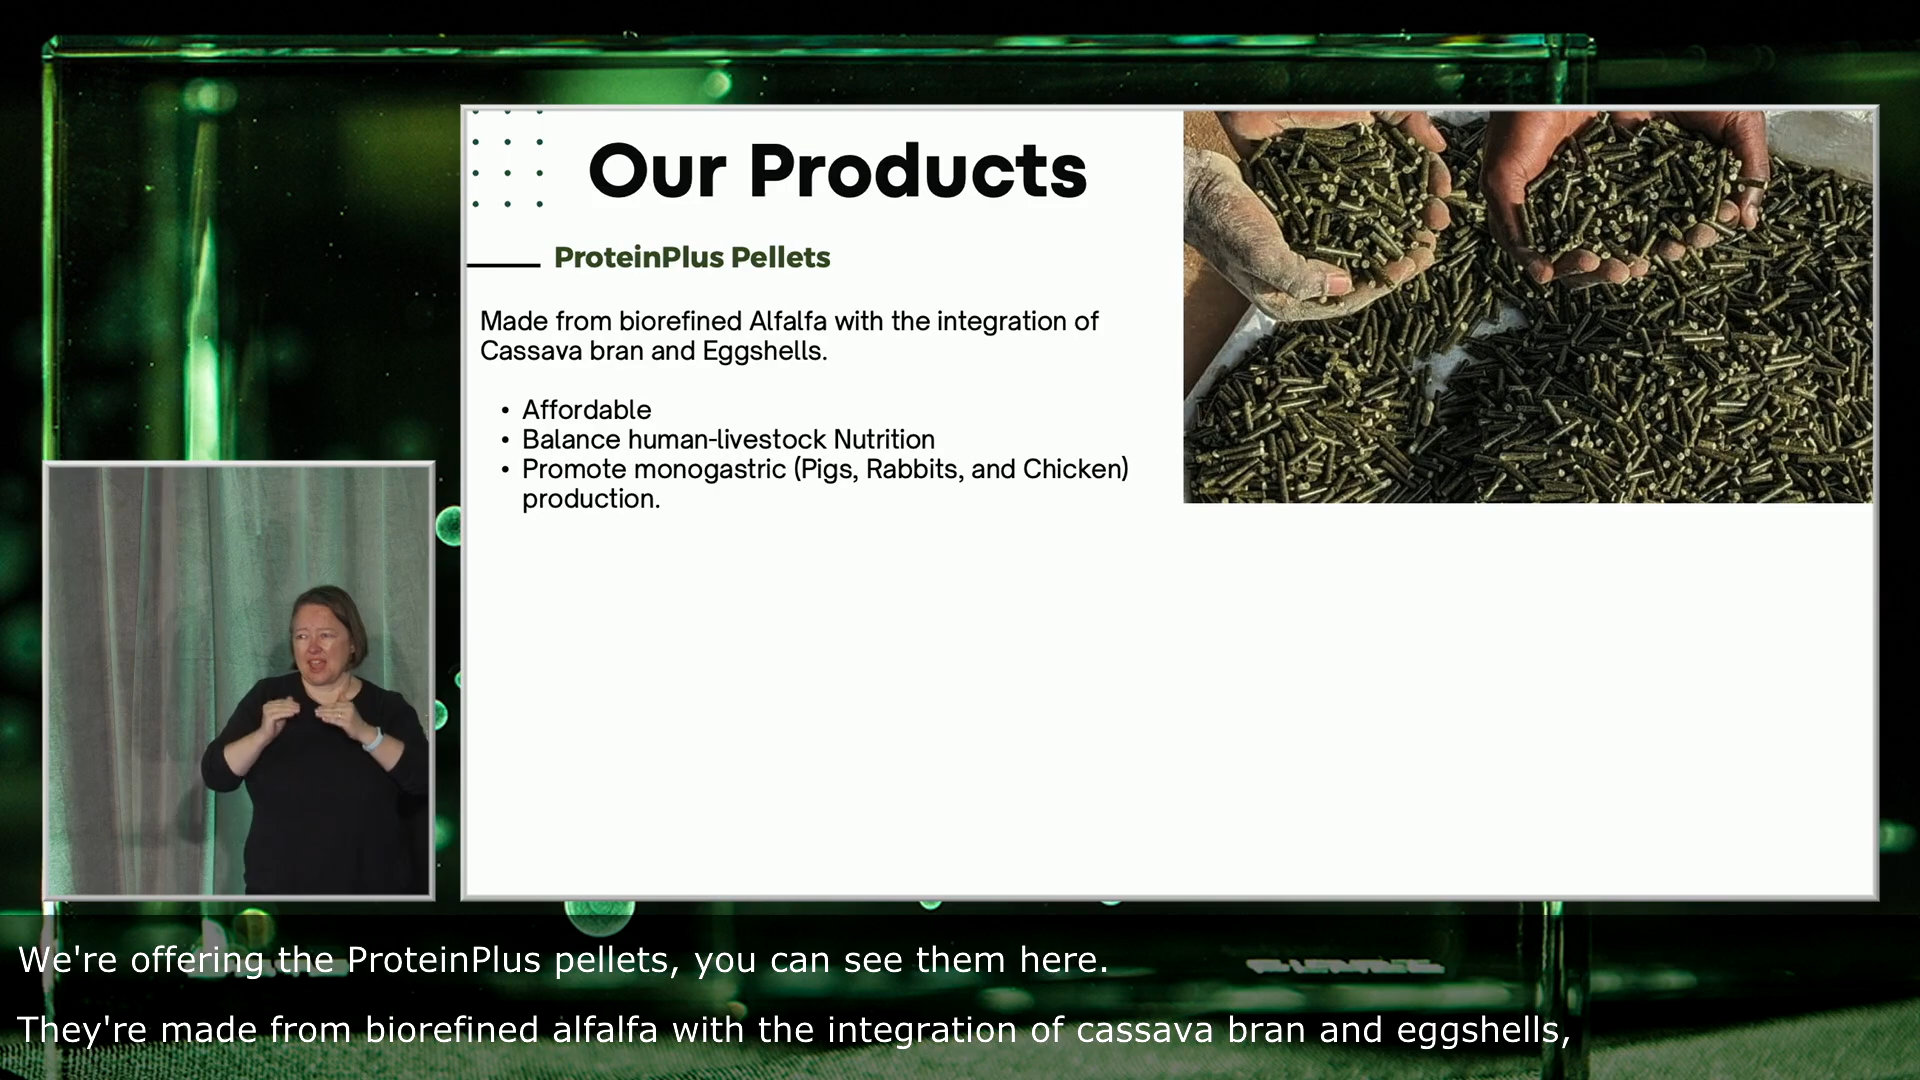 Our Products
ProteinPlus Pellets
Made from biorefined Alfalfa with the integration of
Cassava bran and Eggshells.
• Affordable
• Balance human-livestock Nutrition
• Promote monogastric (Pigs, Rabbits, and Chicken)
production.
We're offering the ProteinPlus pellets, you can see them here.
They're made from biorefined alfalfa with the integration of cassava bran and eggshells,